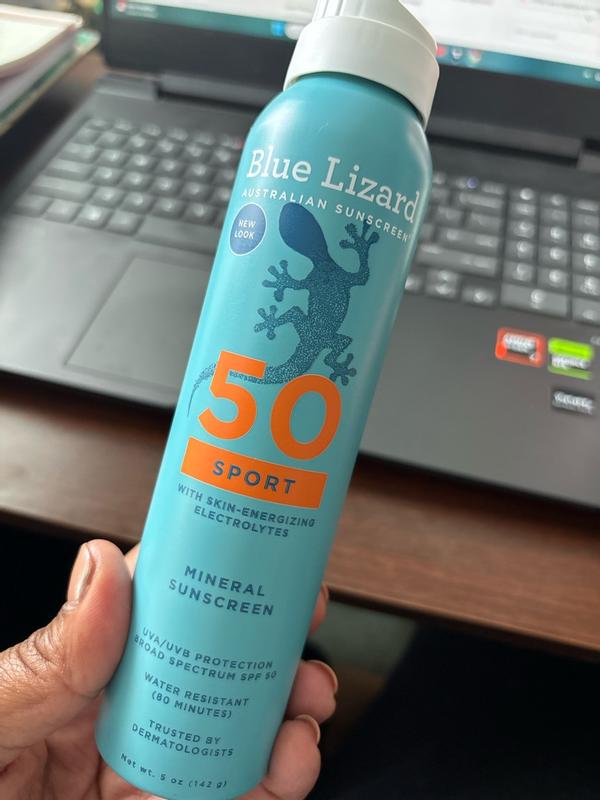 Blue Lizard
AUSTRALIAN SUNSCREEN
NEW
LOOK
50
SPORT
WITH SKIN-ENERGIZING
ELECTROLYTES
MINERAL
SUNSCREEN
UVA/UVB PROTECTION
BROAD SPECTRUM SPF 50
WATER RESISTANT
(80 MINUTES)
TRUSTED BY
DERMATOLOGISTS
Net wt. 5 oz (142 g)